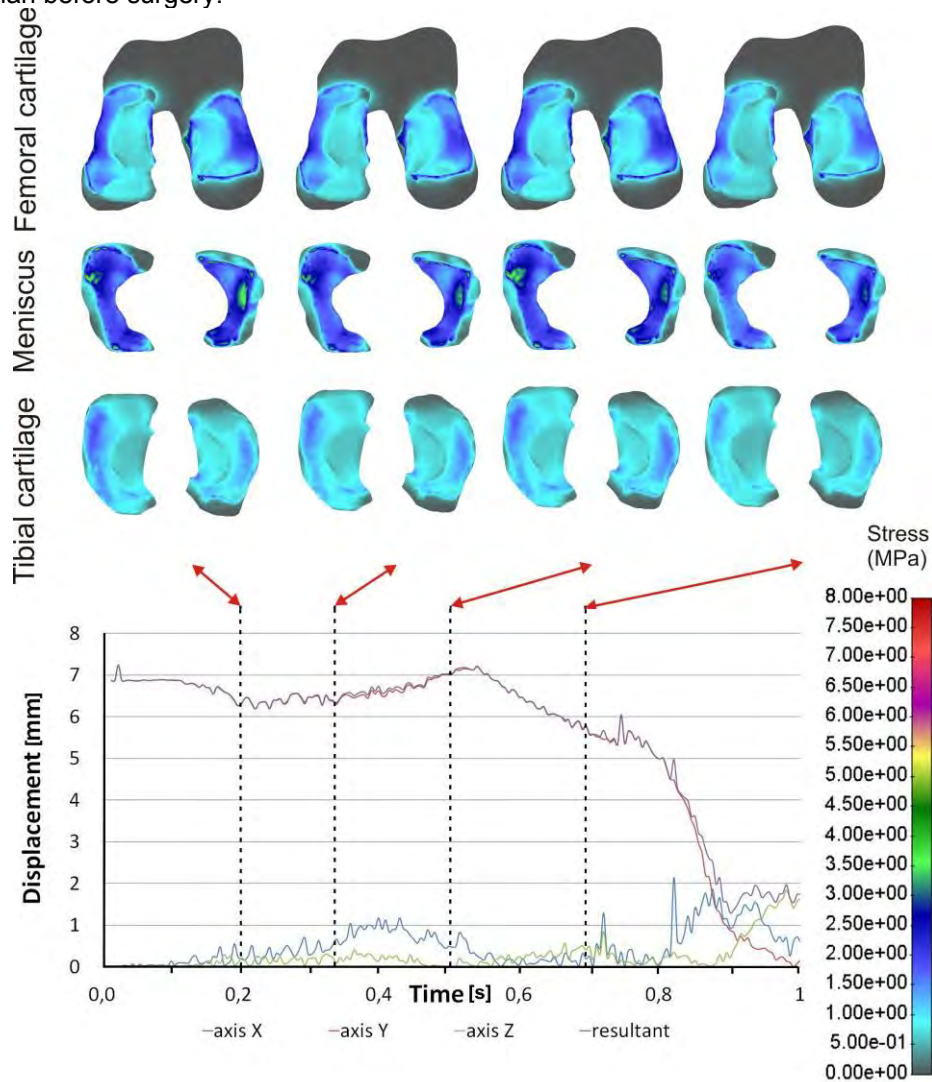 than before surgery.
Femoral cartilage
Meniscus
Tibial cartilage
Stress
(MPa)
8.00e+00
7.50e+00
7.00e+00
6.50e+00
6.00e+00
5.50e+00
5.00e+00
4.50e+00
4.00e+00
3.50e+00
3.00e+00
2.50e+00
2.00e+00
1.50e+00
1.00e+00
5.00e-01
0.00e+00
Displacement [mm]
8
7
6
5
4
3
2
1
0
0,0
0,2
0,4
Time [s]
0,6
0,8
1
axis X
axis Y
axis Z
resultant